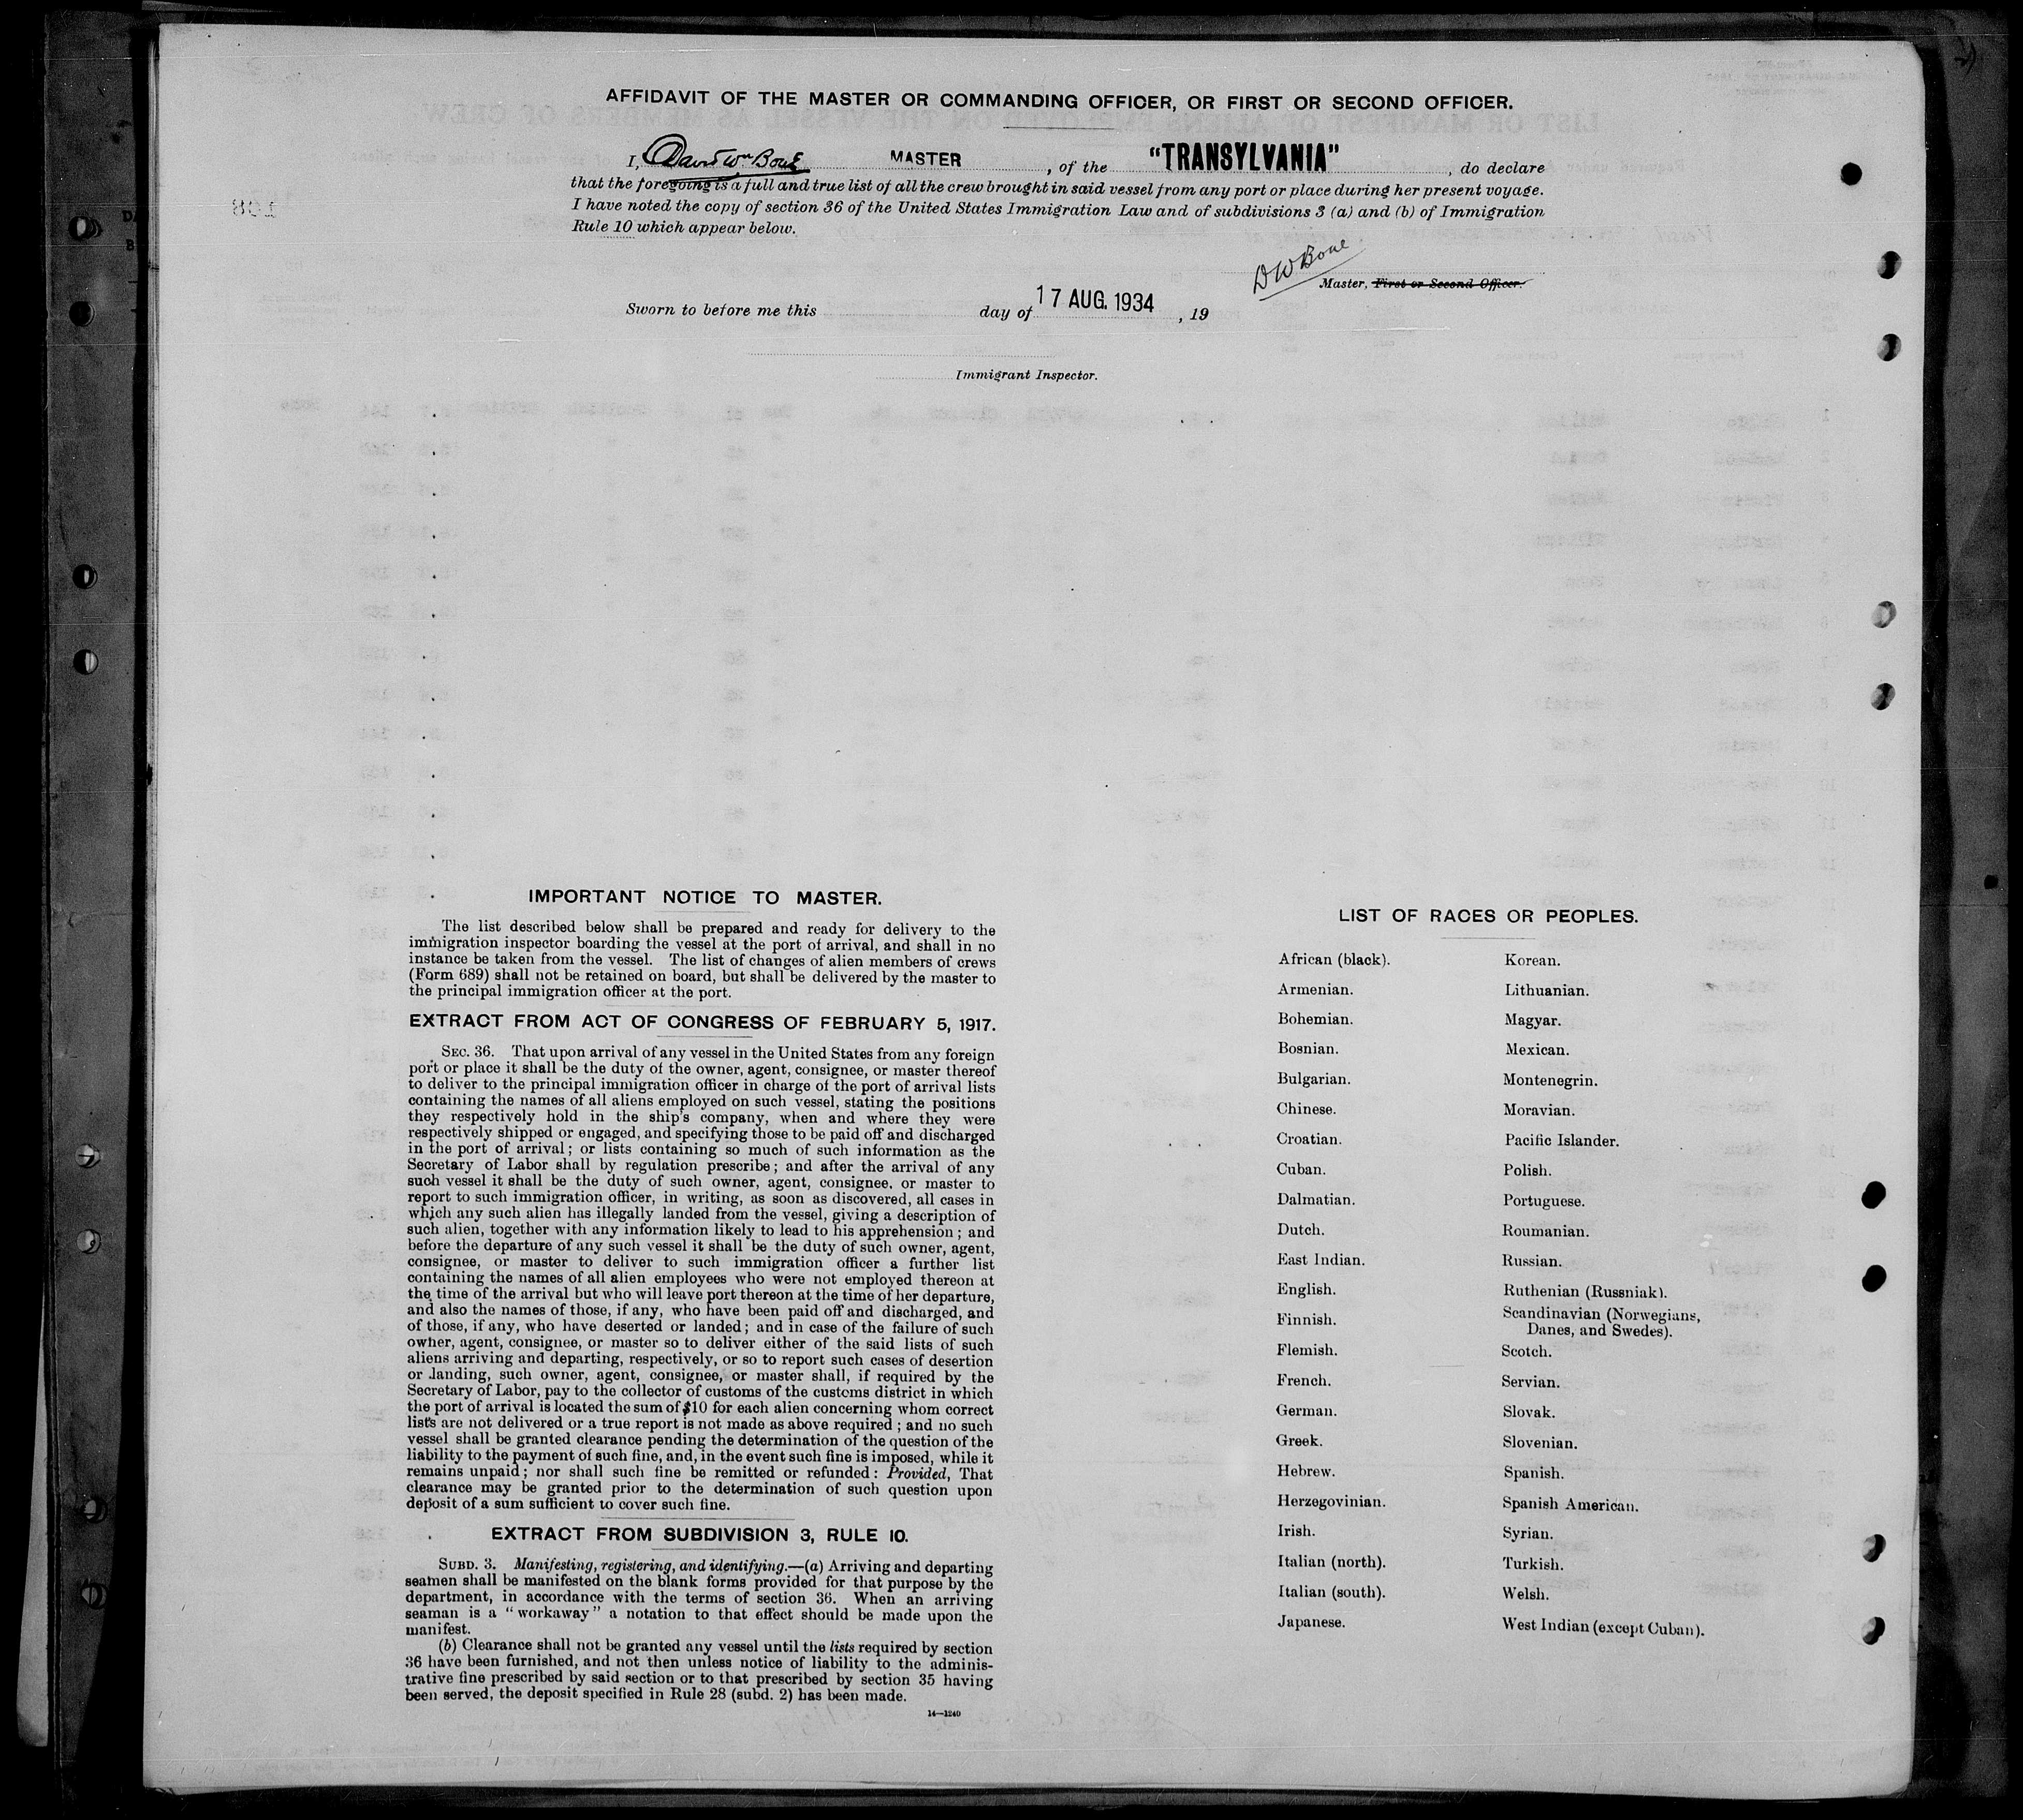 AFFIDAVIT OF THE MASTER OR COMMANDING OFFICER, OR FIRST OR SECOND OFFICER.
I, David Wm Bone MASTER , of the "TRANSYLVANIA" , do declare
that the foregoing is a full and true list of all the crew brought in said vessel from any port or place during her present voyage.
I have noted the copy of section 36 of the United States Immigration Law and of subdivisions 3 (a) and (b) of Immigration
Rule 10 which appear below.
D W Bone
Master, First or Second Officer.
Sworn to before me this day of 17 AUG. 1934 , 19
Immigrant Inspector.
IMPORTANT NOTICE TO MASTER.
The list described below shall be prepared and ready for delivery to the
immigration inspector boarding the vessel at the port of arrival, and shall in no
instance be taken from the vessel. The list of changes of alien members of crews
(Form 689) shall not be retained on board, but shall be delivered by the master to
the principal immigration officer at the port.
EXTRACT FROM ACT OF CONGRESS OF FEBRUARY 5, 1917.
SEC. 36. That upon arrival of any vessel in the United States from any foreign
port or place it shall be the duty of the owner, agent, consignee, or master thereof
to deliver to the principal immigration officer in charge of the port of arrival lists
containing the names of all aliens employed on such vessel, stating the positions
they respectively hold in the ship's company, when and where they were
respectively shipped or engaged, and specifying those to be paid off and discharged
in the port of arrival; or lists containing so much of such information as the
Secretary of Labor shall by regulation prescribe; and after the arrival of any
such vessel it shall be the duty of such owner, agent, consignee, or master to
report to such immigration officer, in writing, as soon as discovered, all cases in
which any such alien has illegally landed from the vessel, giving a description of
such alien, together with any information likely to lead to his apprehension; and
before the departure of any such vessel it shall be the duty of such owner, agent,
consignee, or master to deliver to such immigration officer a further list
containing the names of all alien employees who were not employed thereon at
the time of the arrival but who will leave port thereon at the time of her departure,
and also the names of those, if any, who have been paid off and discharged, and
of those, if any, who have deserted or landed; and in case of the failure of such
owner, agent, consignee, or master so to deliver either of the said lists of such
aliens arriving and departing, respectively, or so to report such cases of desertion
or landing, such owner, agent, consignee, or master shall, if required by the
Secretary of Labor, pay to the collector of customs of the customs district in which
the port of arrival is located the sum of $10 for each alien concerning whom correct
lists are not delivered or a true report is not made as above required; and no such
vessel shall be granted clearance pending the determination of the question of the
liability to the payment of such fine, and, in the event such fine is imposed, while it
remains unpaid; nor shall such fine be remitted or refunded: Provided, That
clearance may be granted prior to the determination of such question upon
deposit of a sum sufficient to cover such fine.
EXTRACT FROM SUBDIVISION 3, RULE 10.
SUBD. 3. Manifesting, registering, and identifying.—(a) Arriving and departing
seamen shall be manifested on the blank forms provided for that purpose by the
department, in accordance with the terms of section 36. When an arriving
seaman is a "workaway" a notation to that effect should be made upon the
manifest.
(b) Clearance shall not be granted any vessel until the lists required by section
36 have been furnished, and not then unless notice of liability to the adminis-
trative fine prescribed by said section or to that prescribed by section 35 having
been served, the deposit specified in Rule 28 (subd. 2) has been made.
14—1240
LIST OF RACES OR PEOPLES.
African (black).
Armenian.
Bohemian.
Bosnian.
Bulgarian.
Chinese.
Croatian.
Cuban.
Dalmatian.
Dutch.
East Indian.
English.
Finnish.
Flemish.
French.
German.
Greek.
Hebrew.
Herzegovinian.
Irish.
Italian (north).
Italian (south).
Japanese.
Korean.
Lithuanian.
Magyar.
Mexican.
Montenegrin.
Moravian.
Pacific Islander.
Polish.
Portuguese.
Roumanian.
Russian.
Ruthenian (Russniak).
Scandinavian (Norwegians,
Danes, and Swedes).
Scotch.
Servian.
Slovak.
Slovenian.
Spanish.
Spanish American.
Syrian.
Turkish.
Welsh.
West Indian (except Cuban).